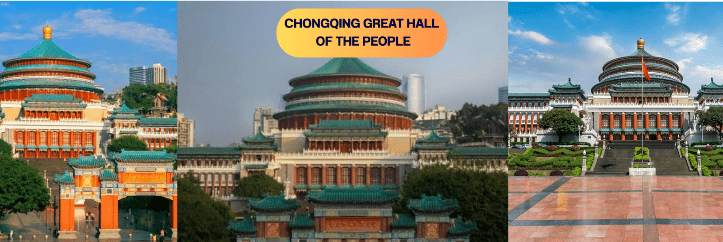 CHONGQING GREAT HALL
OF THE PEOPLE